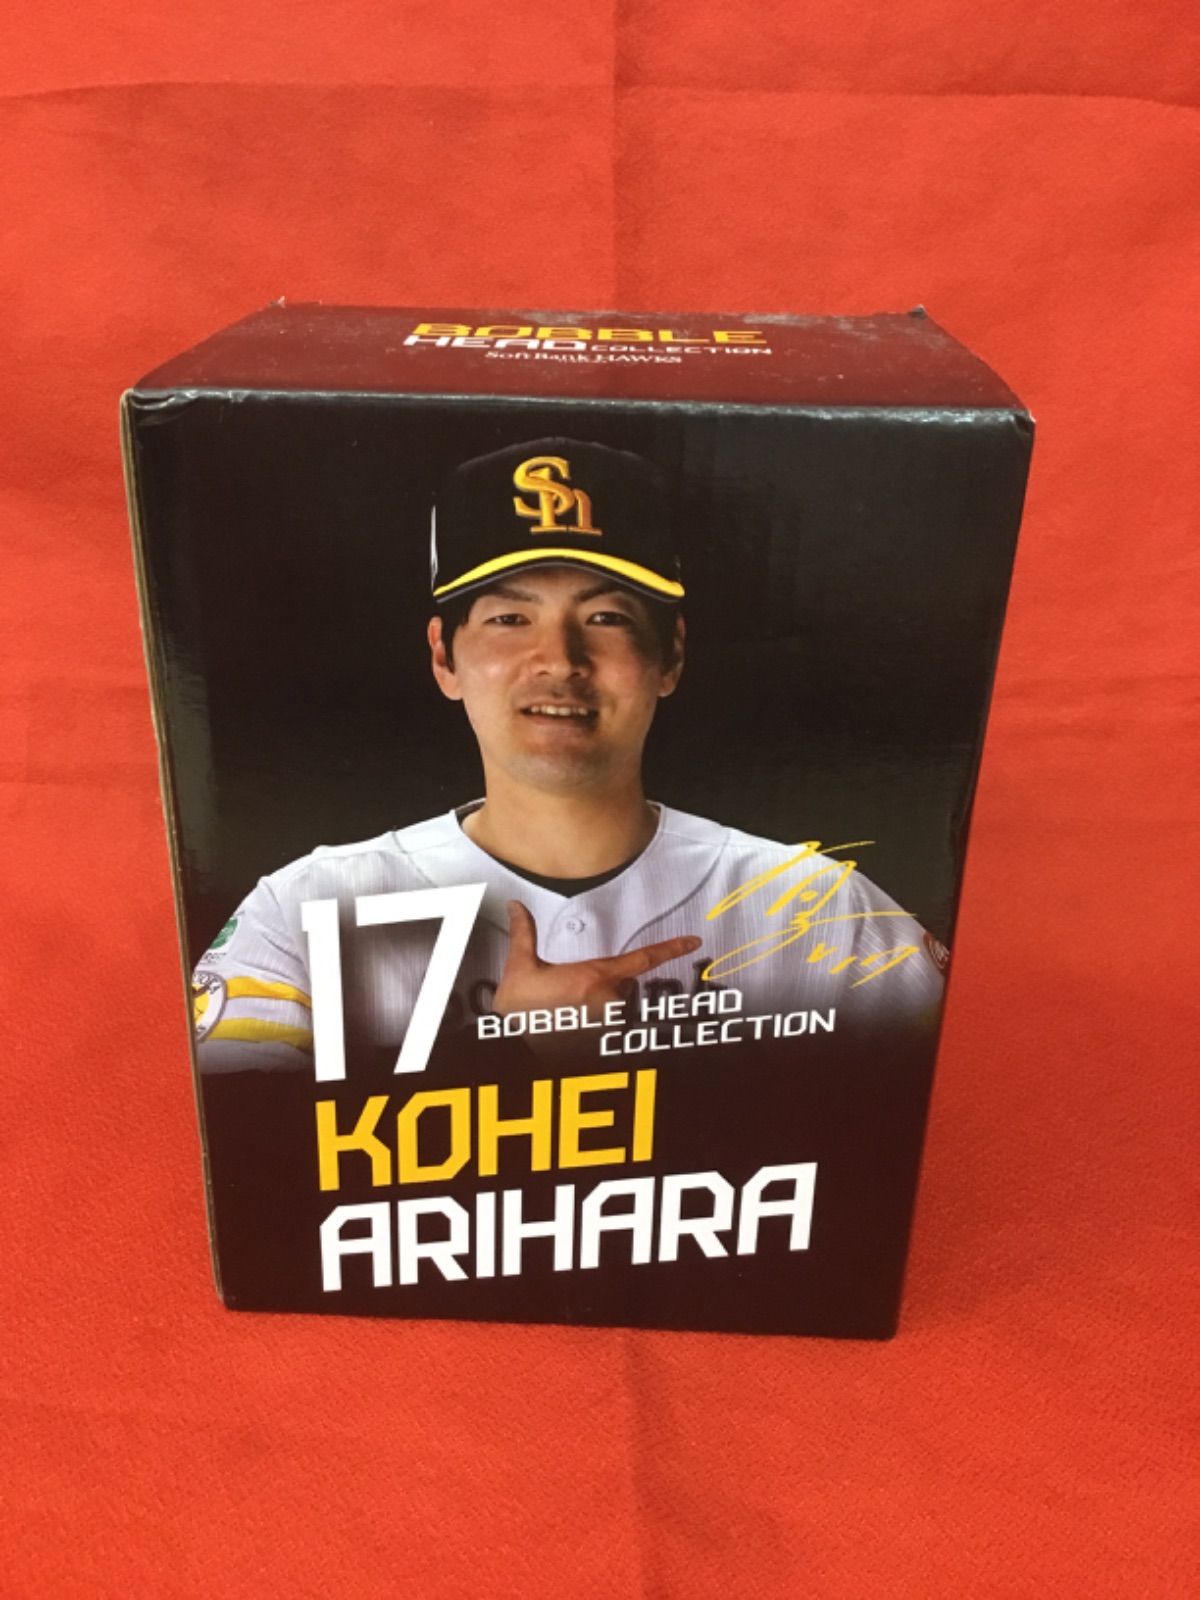 BOBBLE
HEAD COLLECTION
SoftBank HAWKS
Sh
17
BOBBLE HEAD
COLLECTION
KOHEI
ARIHARA